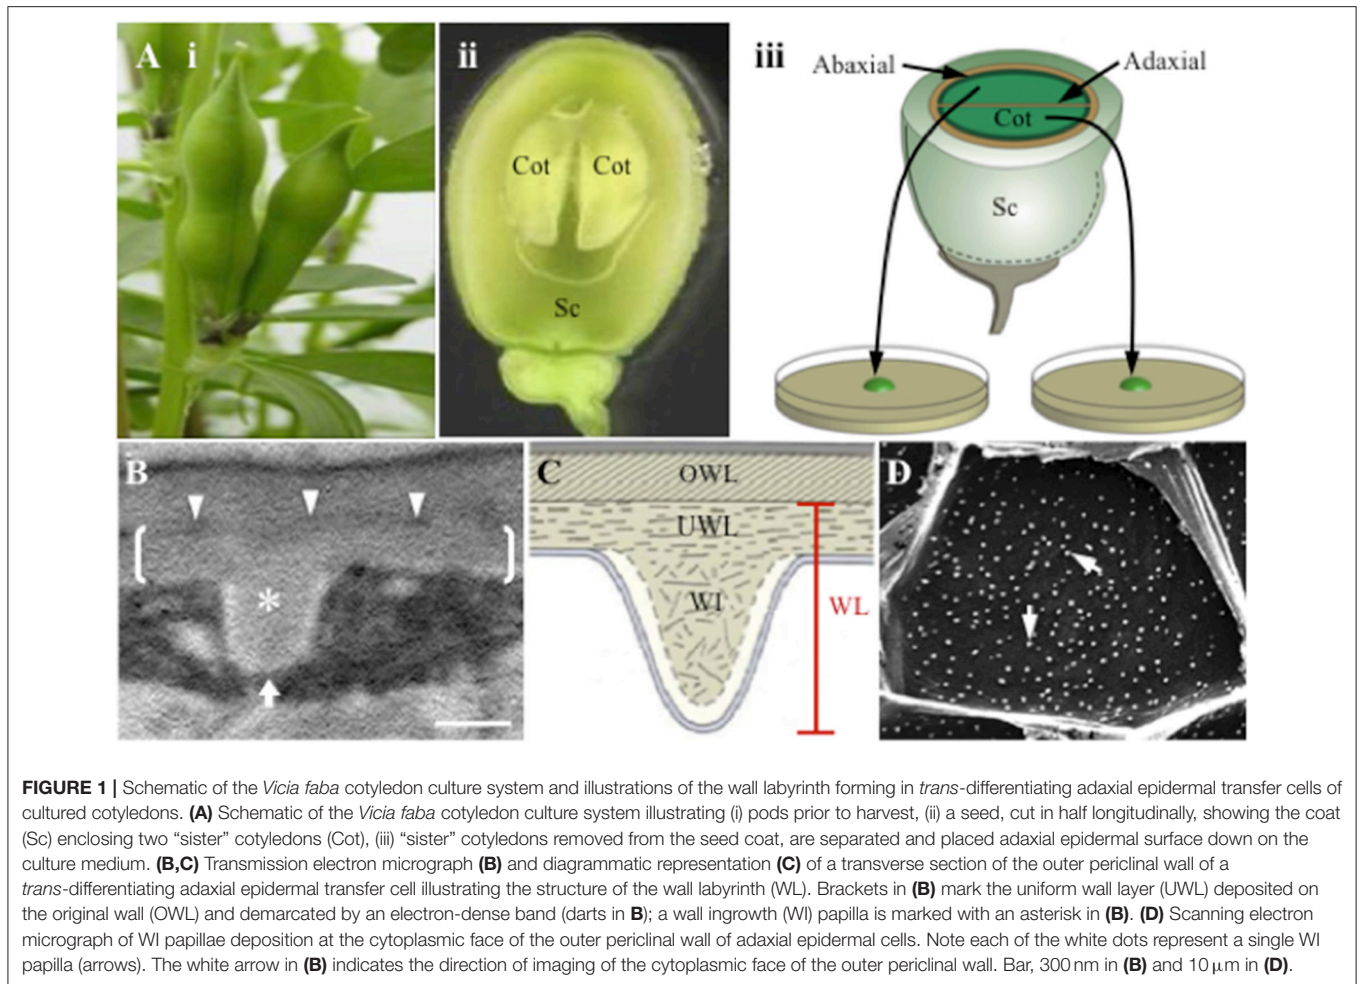 A i
ii
iii
Abaxial
Adaxial
Cot
Cot
Cot
Sc
Sc
B
*
C
OWL
UWL
WI
WL
D
FIGURE 1 | Schematic of the Vicia faba cotyledon culture system and illustrations of the wall labyrinth forming in trans-differentiating adaxial epidermal transfer cells of
cultured cotyledons. (A) Schematic of the Vicia faba cotyledon culture system illustrating (i) pods prior to harvest, (ii) a seed, cut in half longitudinally, showing the coat
(Sc) enclosing two “sister” cotyledons (Cot), (iii) “sister” cotyledons removed from the seed coat, are separated and placed adaxial epidermal surface down on the
culture medium. (B,C) Transmission electron micrograph (B) and diagrammatic representation (C) of a transverse section of the outer periclinal wall of a
trans-differentiating adaxial epidermal transfer cell illustrating the structure of the wall labyrinth (WL). Brackets in (B) mark the uniform wall layer (UWL) deposited on
the original wall (OWL) and demarcated by an electron-dense band (darts in B); a wall ingrowth (WI) papilla is marked with an asterisk in (B). (D) Scanning electron
micrograph of WI papillae deposition at the cytoplasmic face of the outer periclinal wall of adaxial epidermal cells. Note each of the white dots represent a single WI
papilla (arrows). The white arrow in (B) indicates the direction of imaging of the cytoplasmic face of the outer periclinal wall. Bar, 300 nm in (B) and 10 μm in (D).